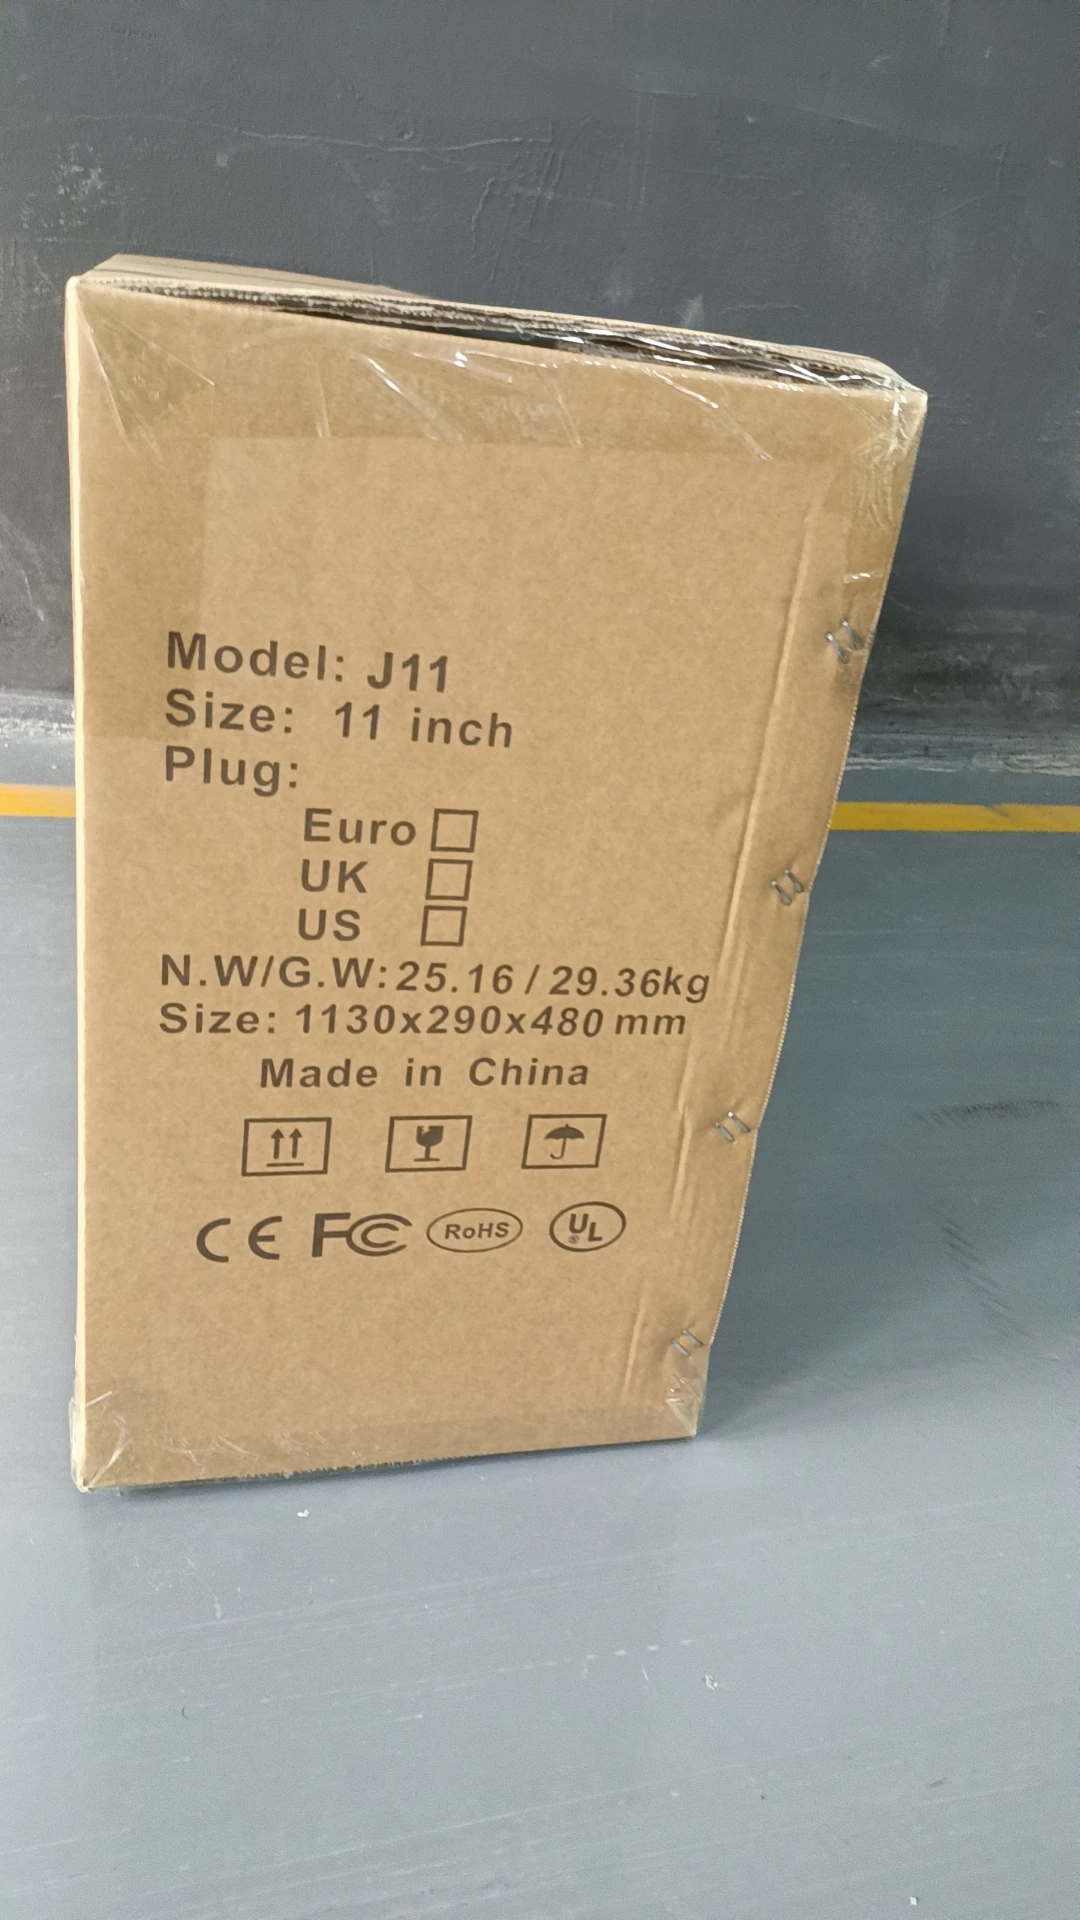 Model: J11
Size: 11 inch
Plug:
Euro
UK
US
N.W/G.W: 25.16 / 29.36kg
Size: 1130x290x480 mm
Made in China
CE FC RoHS UL